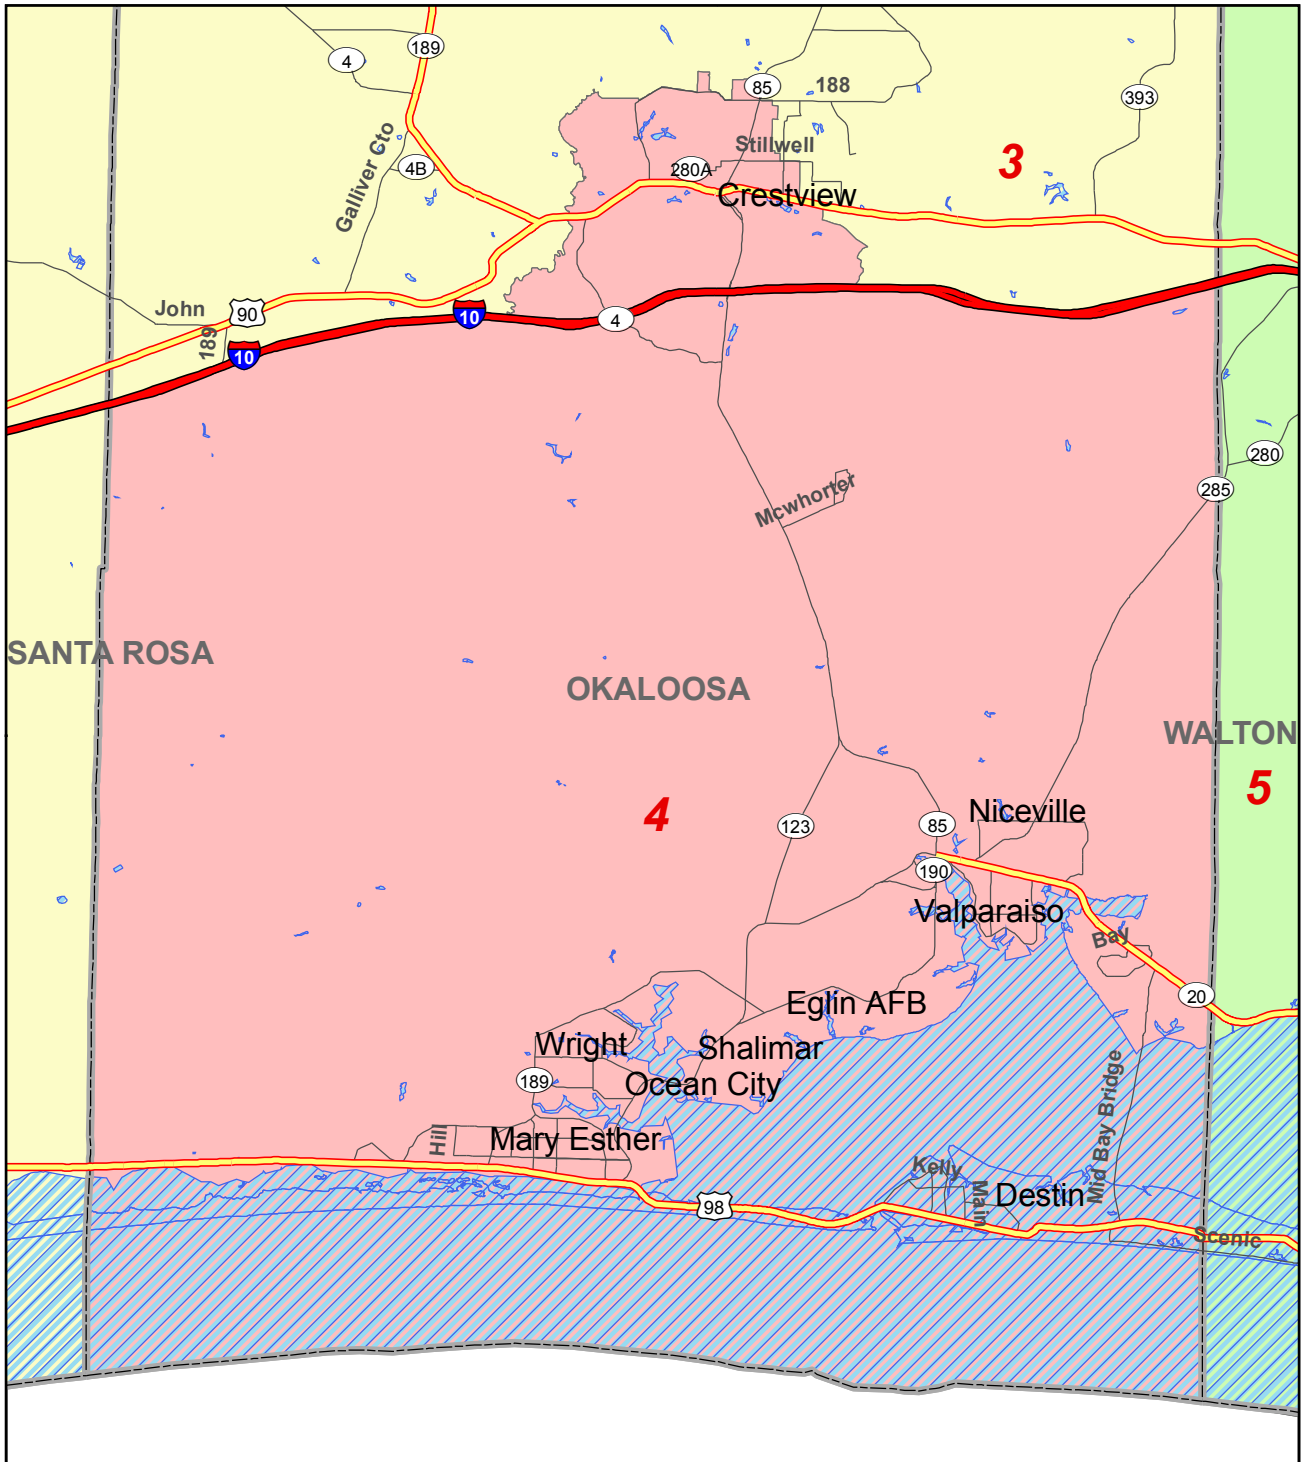 189
4
85
188
393
Stillwell
Galliver Cto
4B
280A
3
Crestview
John
90
10
4
189
10
280
285
Mcwhorter
SANTA ROSA
OKALOOSA
WALTON
5
4
Niceville
123
85
190
Valparaiso
Bay
20
Eglin AFB
Wright
Shalimar
189
Ocean City
Mid Bay Bridge
Hill
Mary Esther
Kelly
Main
Destin
98
Scenic